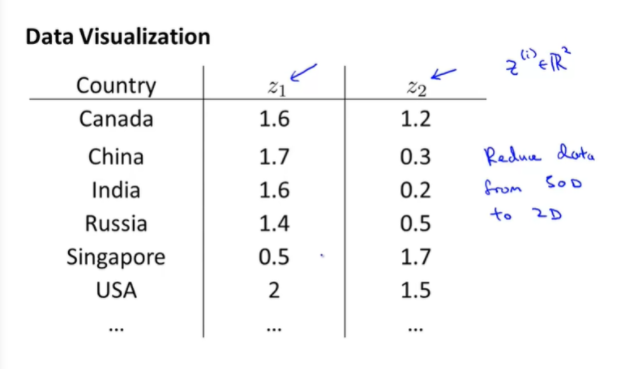 Data Visualization
z^(i) ∈ ℝ²
Country z₁ z₂
Canada 1.6 1.2
China 1.7 0.3 Reduce data
India 1.6 0.2 from 50D
Russia 1.4 0.5 to 2D
Singapore 0.5 1.7
USA 2 1.5
... ... ...